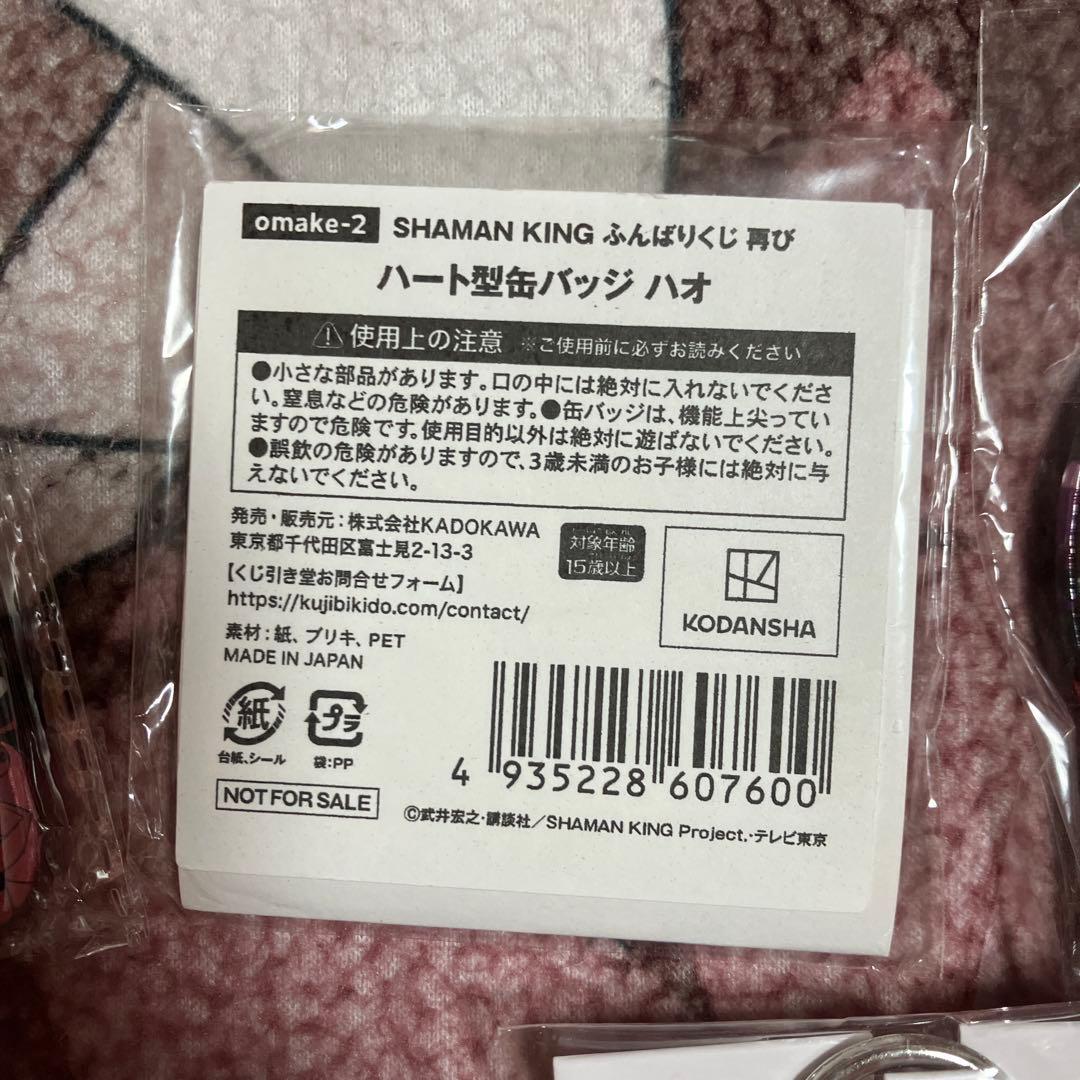 omake-2 SHAMAN KING ふんばりくじ 再び
ハート型缶バッジ ハオ
⚠使用上の注意 ※ご使用前に必ずお読みください
●小さな部品があります。口の中には絶対に入れないでくださ
い。窒息などの危険があります。●缶バッジは、機能上尖ってい
ますので危険です。使用目的以外は絶対に遊ばないでください。
●誤飲の危険がありますので、3歳未満のお子様には絶対に与
えないでください。
発売・販売元：株式会社KADOKAWA
東京都千代田区富士見2-13-3
【くじ引き堂お問合せフォーム】
https://kujibikido.com/contact/
素材：紙、ブリキ、PET
MADE IN JAPAN
対象年齢
15歳以上
KODANSHA
紙
プラ
台紙、シール
袋：PP
NOT FOR SALE
4 935228 607600
©武井宏之・講談社／SHAMAN KING Project.・テレビ東京